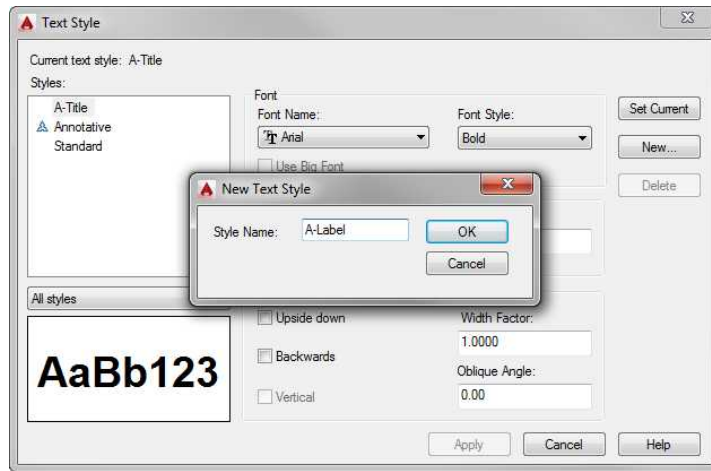 Text Style
Current text style: A-Title
Styles:
A-Title
Annotative
Standard
Font
Font Name:
Font Style:
Arial
Bold
Use Big Font
Set Current
New...
Delete
New Text Style
Style Name:
A-Label
OK
Cancel
All styles
AaBb123
Upside down
Backwards
Vertical
Width Factor:
1.0000
Oblique Angle:
0.00
Apply
Cancel
Help